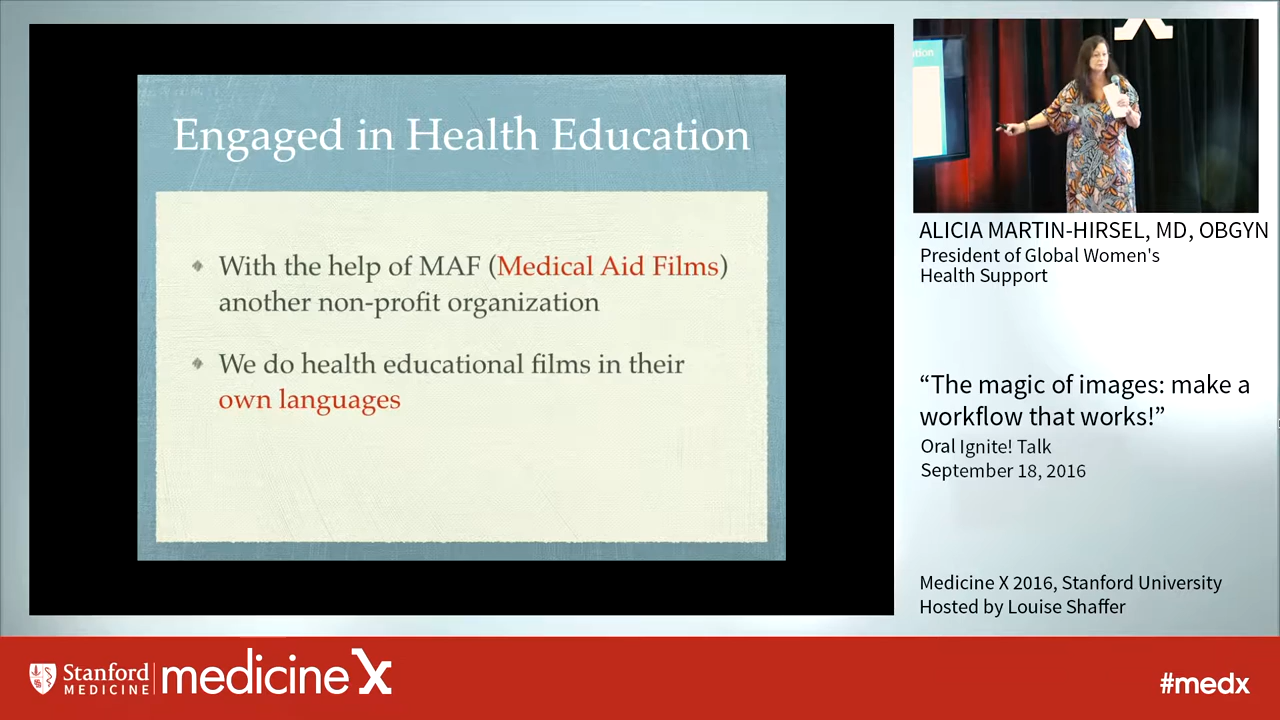 Engaged in Health Education
With the help of MAF (Medical Aid Films)
another non-profit organization
We do health educational films in their
own languages
ALICIA MARTIN-HIRSEL, MD, OBGYN
President of Global Women's
Health Support
“The magic of images: make a
workflow that works!”
Oral Ignite! Talk
September 18, 2016
Medicine X 2016, Stanford University
Hosted by Louise Shaffer
Stanford
MEDICINE
medicineX
#medx